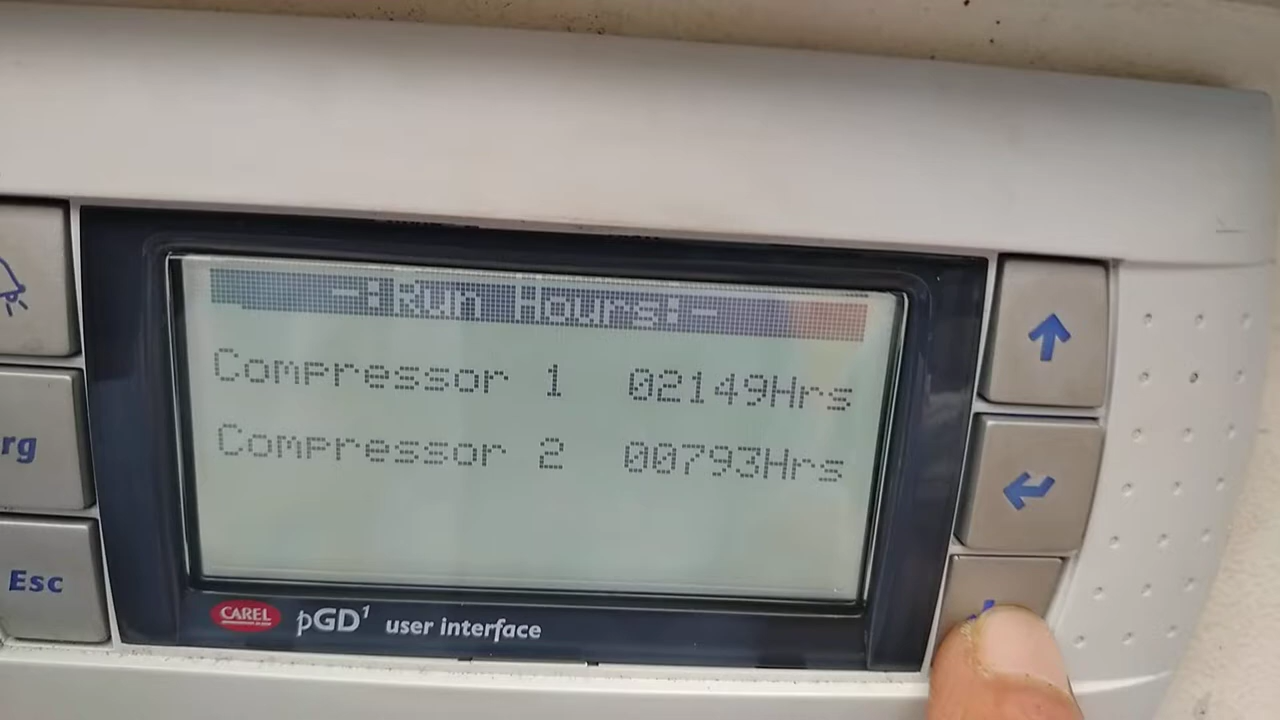 -:Run Hours:-
Compressor 1 02149Hrs
Compressor 2 00793Hrs
rg
Esc
CAREL pGD1 user interface